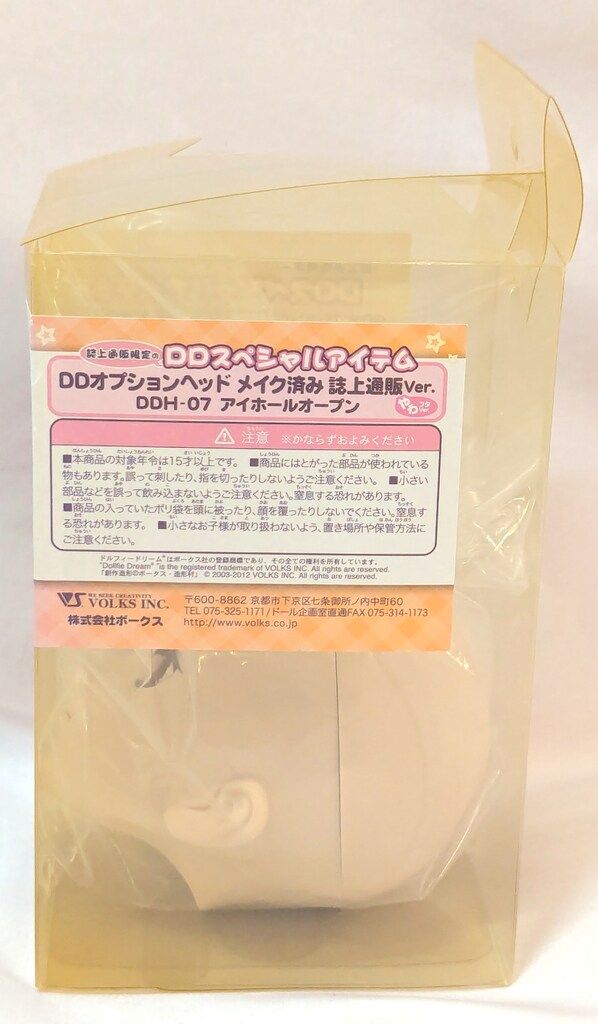 誌上通販限定の DDスペシャルアイテム
DDオプションヘッド メイク済み 誌上通販Ver.
DDH-07 アイホールオープン やわフタVer.
注意 ※かならずおよみください
■本商品の対象年令は15才以上です。 ■商品にはとがった部品が使われている
物もあります。誤って刺したり、指を切ったりしないようご注意ください。 ■小さい
部品などを誤って飲み込まないようご注意ください。窒息する恐れがあります。
■商品の入っていたポリ袋を頭に被ったり、顔を覆ったりしないでください。窒息す
る恐れがあります。 ■小さなお子様が取り扱わないよう、置き場所や保管方法に
ご注意ください。
ドルフィードリーム®はボークス社の登録商標であり、その全ての権利を所有しています。
"Dollfie Dream" ®is the registered trademark of VOLKS INC. All rights are reserved.
「創作造形©ボークス・造形村」 © 2003-2012 VOLKS INC. All rights are reserved.
VS WE SEEK CREATIVITY
VOLKS INC.
株式会社ボークス
〒600-8862 京都市下京区七条御所ノ内中町60
TEL 075-325-1171/ドール企画室直通FAX 075-314-1173
http://www.volks.co.jp